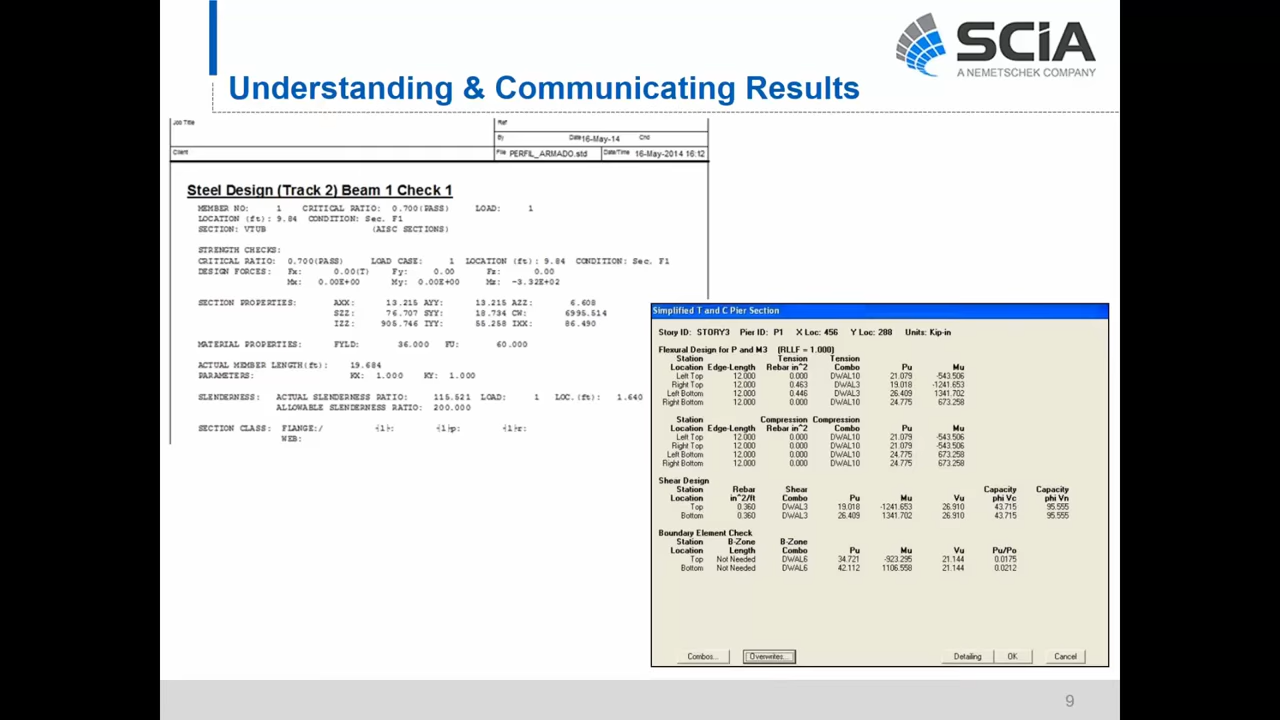 SCiA
A NEMETSCHEK COMPANY
Understanding & Communicating Results
Job Title
Ref
By
Date 16-May-14
Chd
Client
File PERFIL_ARMADO.std
Date/Time 16-May-2014 16:12
Steel Design (Track 2) Beam 1 Check 1
MEMBER NO: 1 CRITICAL RATIO: 0.700(PASS) LOAD: 1
LOCATION (ft): 9.84 CONDITION: Sec. F1
SECTION: VTUB (AISC SECTIONS)
STRENGTH CHECKS:
CRITICAL RATIO: 0.700(PASS) LOAD CASE: 1 LOCATION (ft): 9.84 CONDITION: Sec. F1
DESIGN FORCES: Fx: 0.00(T) Fy: 0.00 Fz: 0.00
Mx: 0.00E+00 My: 0.00E+00 Mz: -3.32E+02
SECTION PROPERTIES: AXX: 13.215 AYY: 13.215 AZZ: 6.608
SZZ: 76.707 SYY: 18.734 CW: 6995.514
IZZ: 905.746 IYY: 55.258 IXX: 86.490
MATERIAL PROPERTIES: FYLD: 36.000 FU: 60.000
ACTUAL MEMBER LENGTH(ft): 19.684
PARAMETERS: KX: 1.000 KY: 1.000
SLENDERNESS: ACTUAL SLENDERNESS RATIO: 115.521 LOAD: 1 LOC.(ft): 1.640
ALLOWABLE SLENDERNESS RATIO: 200.000
SECTION CLASS: FLANGE:/ {l}: {l}p: {l}r:
WEB:
Simplified T and C Pier Section
Story ID: STORY3 Pier ID: P1 X Loc: 456 Y Loc: 288 Units: Kip-in
Flexural Design for P and M3 (RLLF = 1.000)
Station Tension Tension
Location Edge-Length Rebar in^2 Combo Pu Mu
Left Top 12.000 0.000 DWAL10 21.079 -543.506
Right Top 12.000 0.463 DWAL3 19.018 -1241.653
Left Bottom 12.000 0.446 DWAL3 26.409 1341.702
Right Bottom 12.000 0.000 DWAL10 24.775 673.258
Station Compression Compression
Location Edge-Length Rebar in^2 Combo Pu Mu
Left Top 12.000 0.000 DWAL10 21.079 -543.506
Right Top 12.000 0.000 DWAL10 21.079 -543.506
Left Bottom 12.000 0.000 DWAL10 24.775 673.258
Right Bottom 12.000 0.000 DWAL10 24.775 673.258
Shear Design
Station Rebar Shear Capacity Capacity
Location in^2/ft Combo Pu Mu Vu phi Vc phi Vn
Top 0.360 DWAL3 19.018 -1241.653 26.910 43.715 95.555
Bottom 0.360 DWAL3 26.409 1341.702 26.910 43.715 95.555
Boundary Element Check
Station B-Zone B-Zone
Location Length Combo Pu Mu Vu Pu/Po
Top Not Needed DWAL6 34.721 -923.295 21.144 0.0175
Bottom Not Needed DWAL6 42.112 1106.558 21.144 0.0212
Combos... Overwrites... Detailing OK Cancel
9